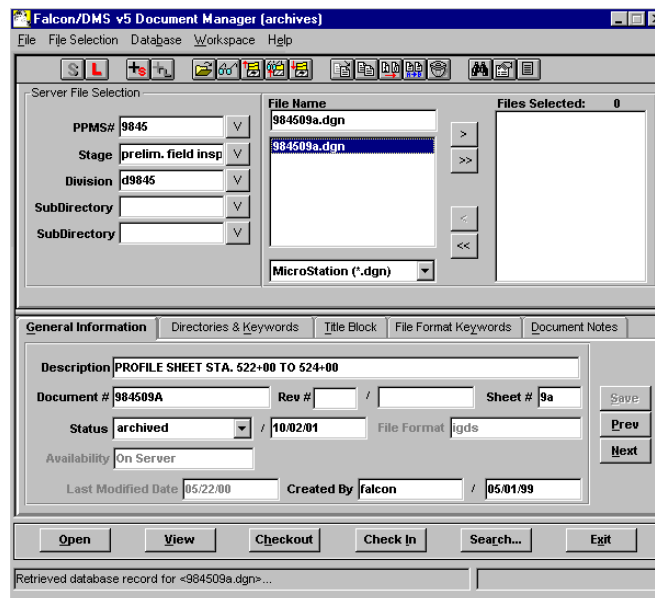 Falcon/DMS v5 Document Manager (archives)
File File Selection Database Workspace Help
S L +s +L
Server File Selection
File Name
Files Selected: 0
PPMS# 9845 V
984509a.dgn
984509a.dgn
>
Stage prelim. field insp V
>>
Division d9845 V
SubDirectory V
<
SubDirectory V
<<
MicroStation (*.dgn)
General Information Directories & Keywords Title Block File Format Keywords Document Notes
Description PROFILE SHEET STA. 522+00 TO 524+00
Document # 984509A Rev # / Sheet # 9a
Save
Status archived / 10/02/01 File Format igds
Prev
Availability On Server
Next
Last Modified Date 05/22/00 Created By falcon / 05/01/99
Open View Checkout Check In Search... Exit
Retrieved database record for <984509a.dgn>...